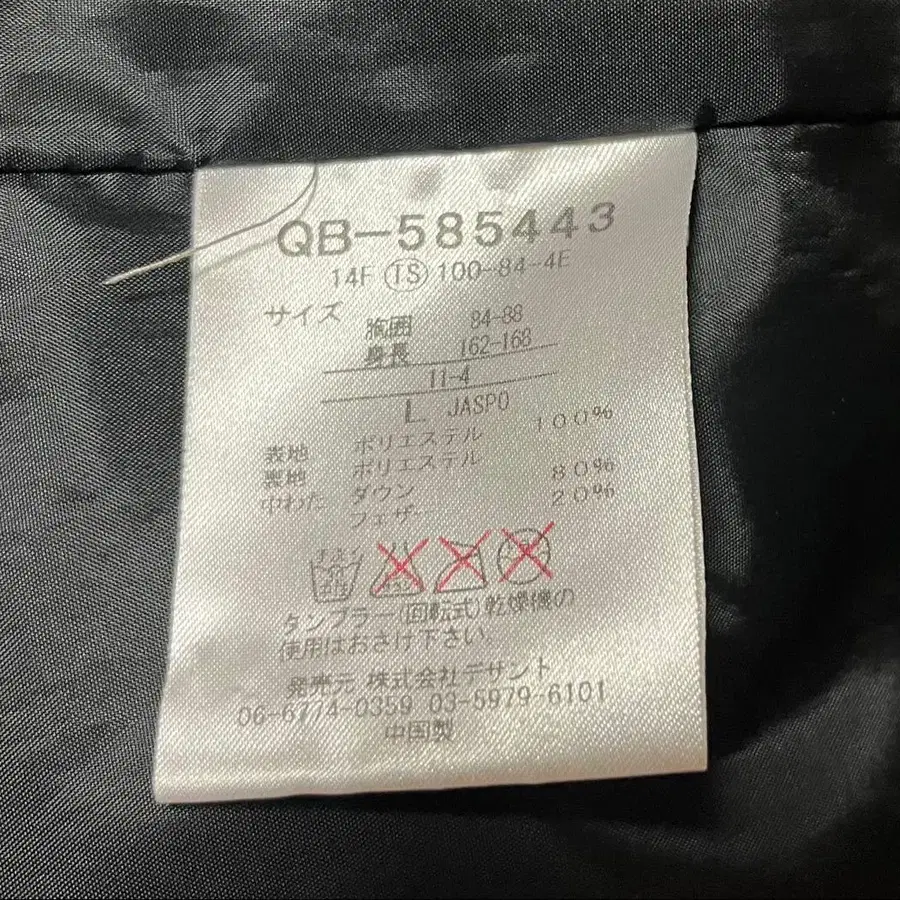 QB-585443
14F TS 100-84-4E
サイズ
胸囲 84-88
身長 162-168
11-4
L JASPO
表地 ポリエステル 100%
裏地 ポリエステル
中わた ダウン 80%
フェザー 20%
タンブラー(回転式)乾燥機の
使用はおさけ下さい.
発売元 株式会社デサント
06-6774-0359 03-5979-6101
中国製